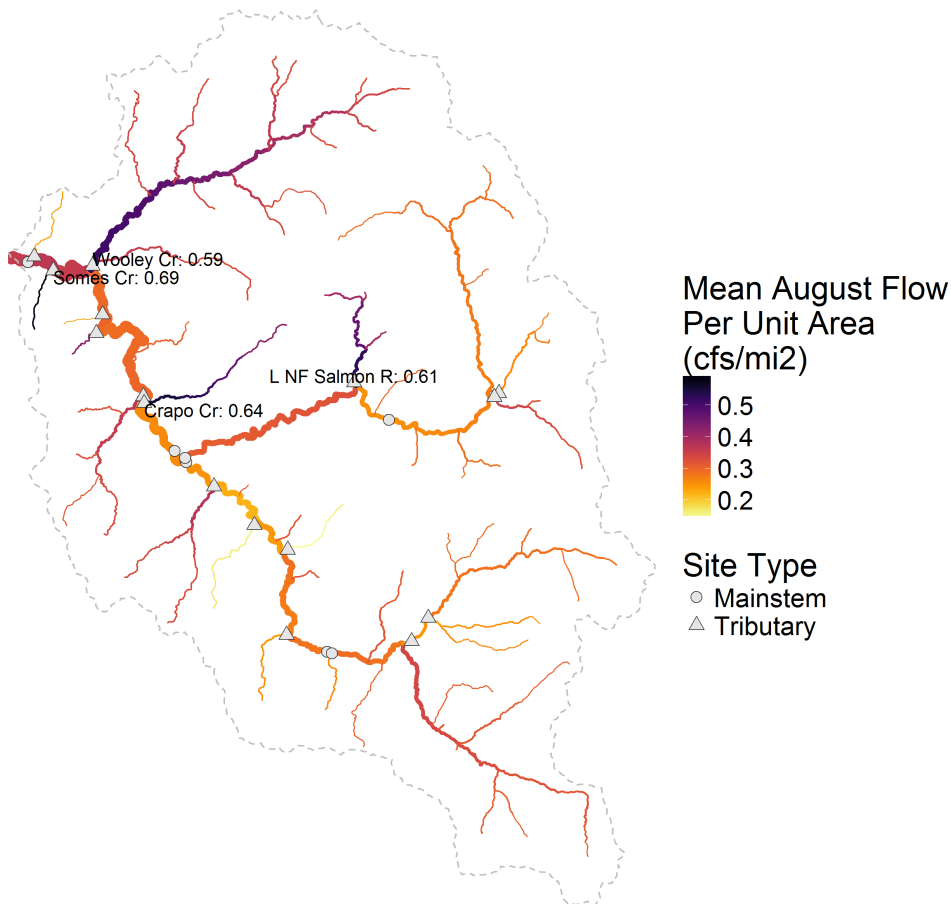 Wooley Cr: 0.59
Somes Cr: 0.69
L NF Salmon R: 0.61
Crapo Cr: 0.64
Mean August Flow
Per Unit Area
(cfs/mi2)
0.5
0.4
0.3
0.2
Site Type
Mainstem
Tributary